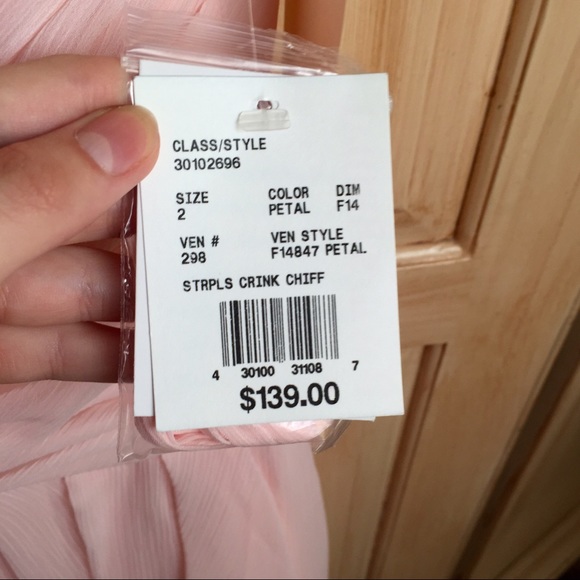 CLASS/STYLE
30102696
SIZE COLOR DIM
2 PETAL F14
VEN # VEN STYLE
298 F14847 PETAL
STRPLS CRINK CHIFF
4 30100 31108 7
$139.00